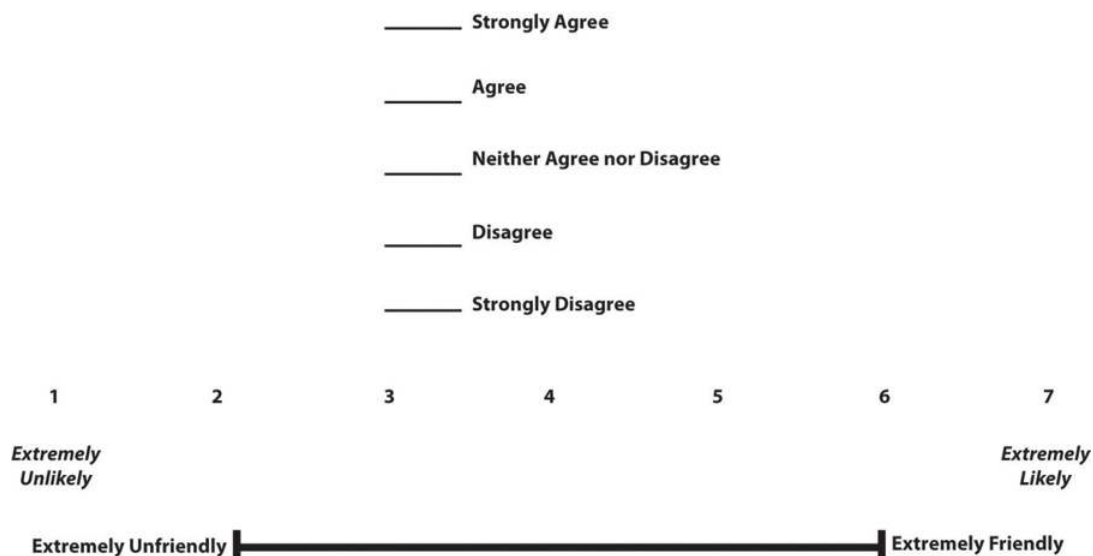 Strongly Agree
Agree
Neither Agree nor Disagree
Disagree
Strongly Disagree
1 2 3 4 5 6 7
Extremely Unlikely
Extremely Likely
Extremely Unfriendly Extremely Friendly